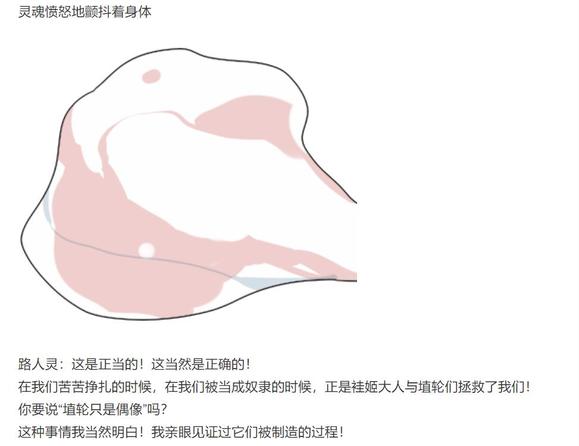 灵魂愤怒地颤抖着身体
路人灵：这是正当的！这当然是正确的！
在我们苦苦挣扎的时候，在我们被当成奴隶的时候，正是袿姬大人与埴轮们拯救了我们！
你要说“埴轮只是偶像”吗？
这种事情我当然明白！我亲眼见证过它们被制造的过程！